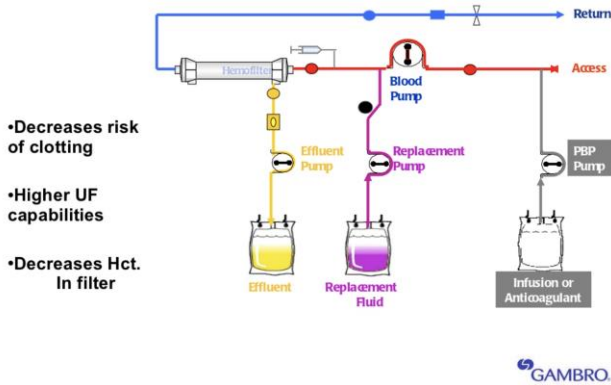 Return
Hemofilter
Access
Blood
Pump
•Decreases risk
of clotting
Effluent
Pump
Replacement
Pump
PBP
Pump
•Higher UF
capabilities
•Decreases Hct.
In filter
Effluent
Replacement
Fluid
Infusion or
Anticoagulant
GAMBRO.